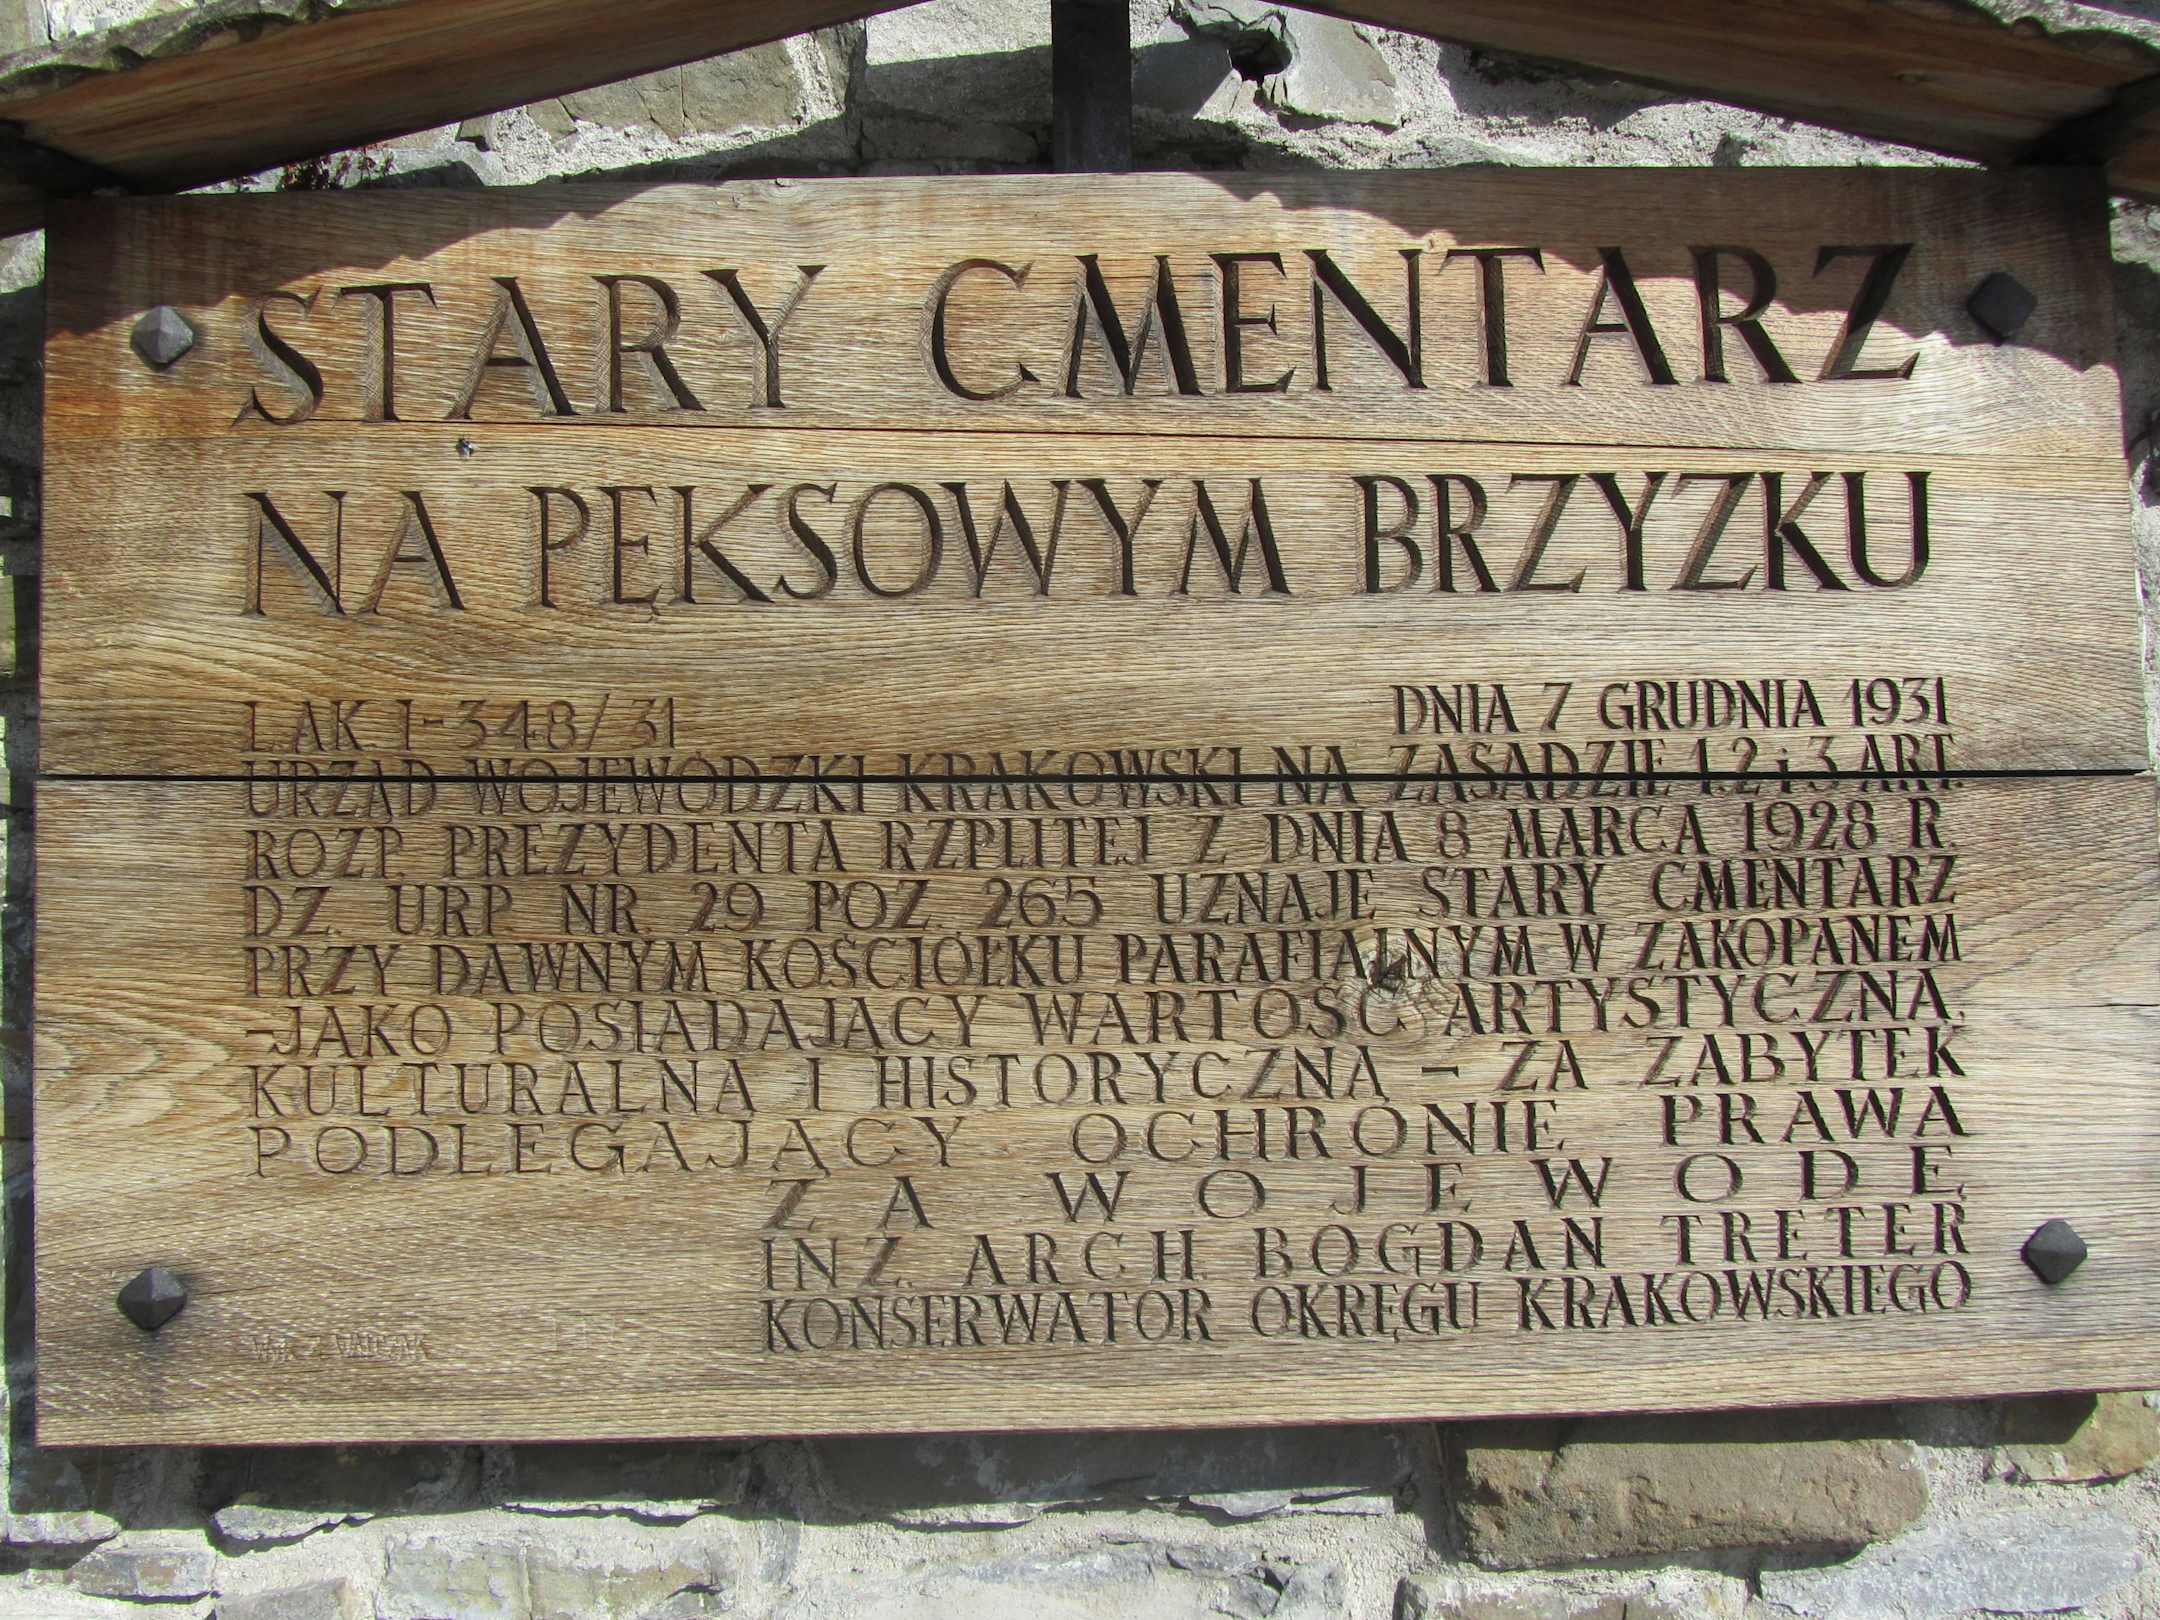 STARY CMENTARZ
NA PĘKSOWYM BRZYZKU
L.AK. I-348/31 DNIA 7 GRUDNIA 1931
URZĄD WOJEWÓDZKI KRAKOWSKI NA ZASADZIE 1.2 i 3 ART.
ROZP. PREZYDENTA RZPLITEJ Z DNIA 8 MARCA 1928 R.
DZ. URP. NR. 29 POZ. 265 UZNAJE STARY CMENTARZ
PRZY DAWNYM KOŚCIÓŁKU PARAFIALNYM W ZAKOPANEM
-JAKO POSIADAJĄCY WARTOŚĆ ARTYSTYCZNĄ,
KULTURALNĄ I HISTORYCZNĄ - ZA ZABYTEK
PODLEGAJĄCY OCHRONIE PRAWA
ZA WOJEWODĘ
INŻ. ARCH. BOGDAN TRETER
KONSERWATOR OKRĘGU KRAKOWSKIEGO